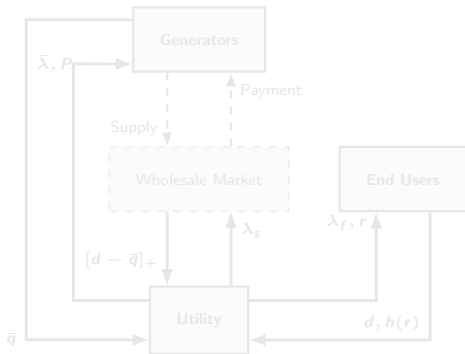 Generators
λ̄, P
Payment
Supply
Wholesale Market
End Users
λ_s
λ_f, r
[d − q̄]₊
Utility
d, h(r)
q̄